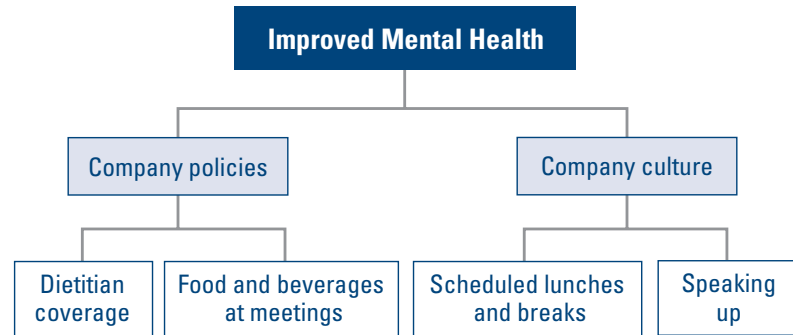 Improved Mental Health
Company policies
Company culture
Dietitian
coverage
Food and beverages
at meetings
Scheduled lunches
and breaks
Speaking
up